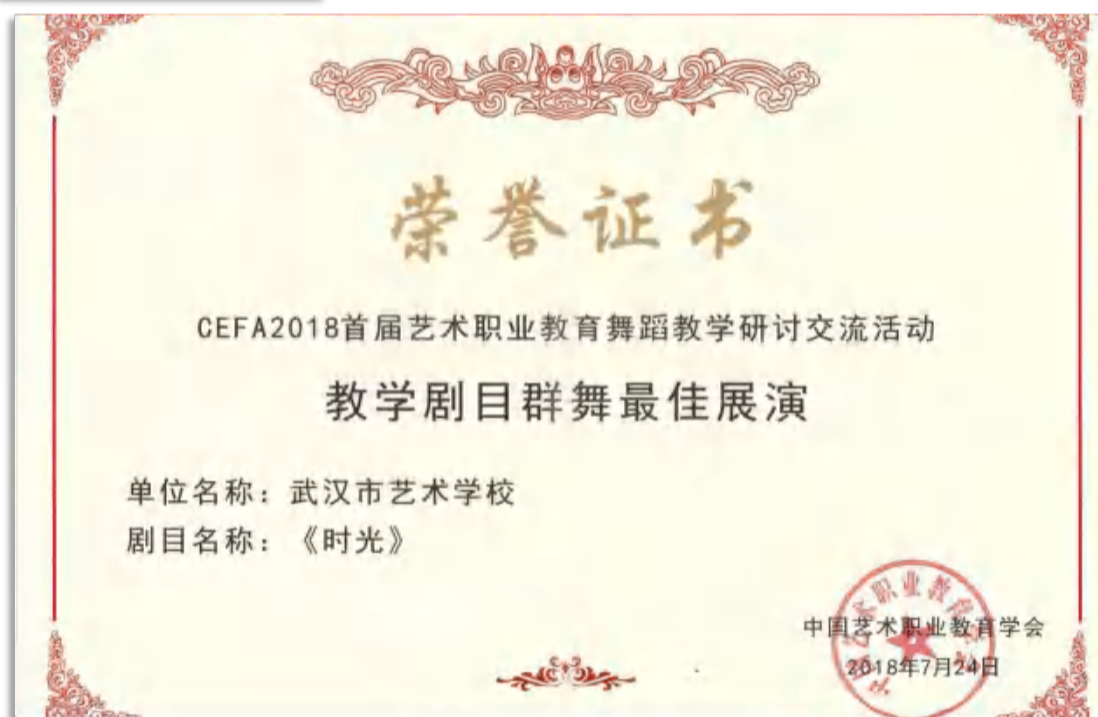 荣誉证书
CEFA2018首届艺术职业教育舞蹈教学研讨交流活动
教学剧目群舞最佳展演
单位名称：武汉市艺术学校
剧目名称：《时光》
中国艺术职业教育学会
2018年7月24日